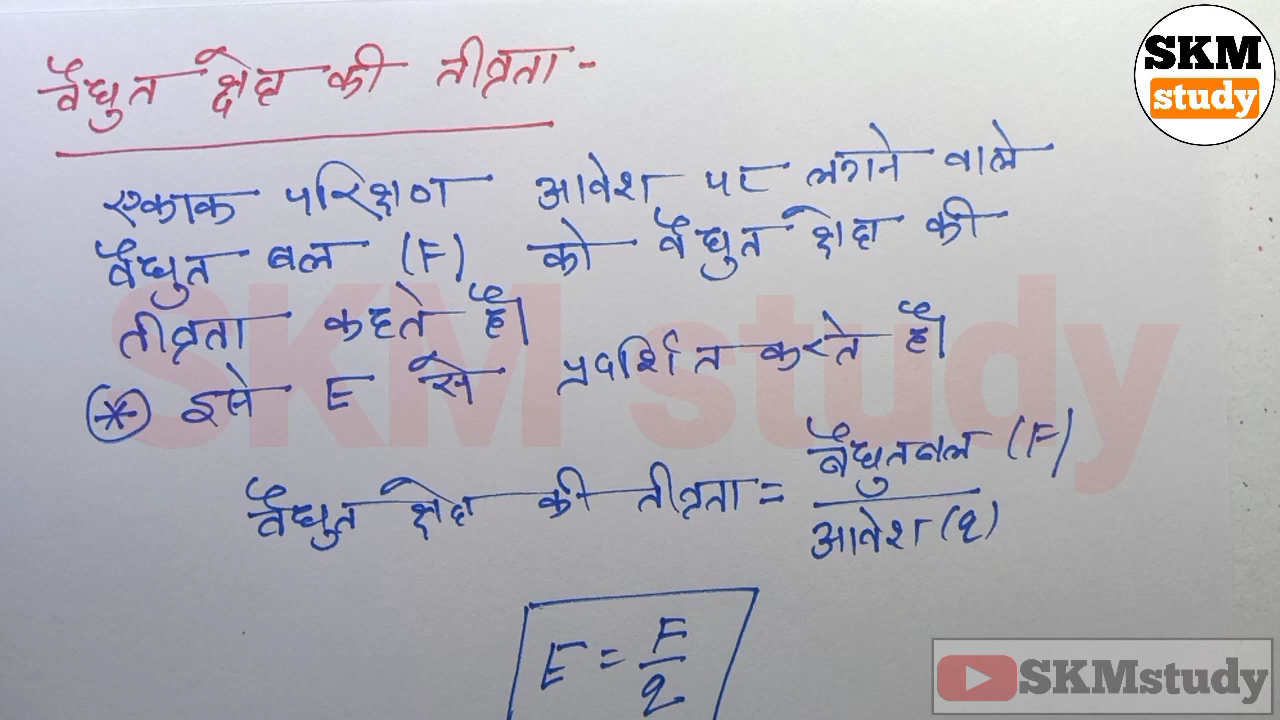 वैद्युत क्षेत्र की तीव्रता -
SKM
study
एकांक परिक्षण आवेश पर लगने वाले
वैद्युत बल (F) को वैद्युत क्षेत्र की
तीव्रता कहते है।
* इसे E से प्रदर्शित करते है।
वैद्युत क्षेत्र की तीव्रता = वैद्युतबल (F)
आवेश (q)
E = F
q
SKM study
SKMstudy